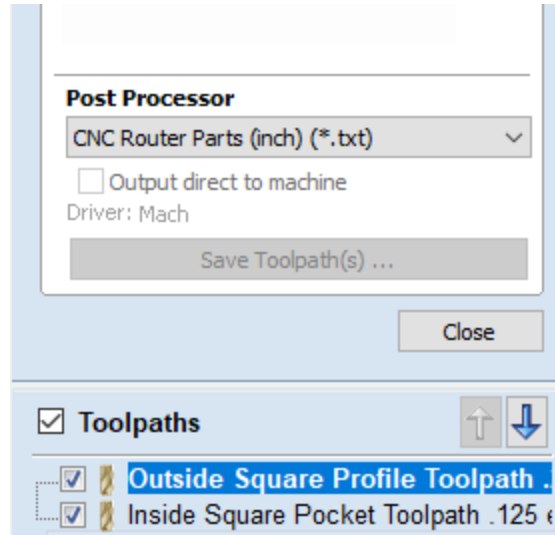 Post Processor
CNC Router Parts (inch) (*.txt)
Output direct to machine
Driver: Mach
Save Toolpath(s) ...
Close
Toolpaths
Outside Square Profile Toolpath .
Inside Square Pocket Toolpath .125 e